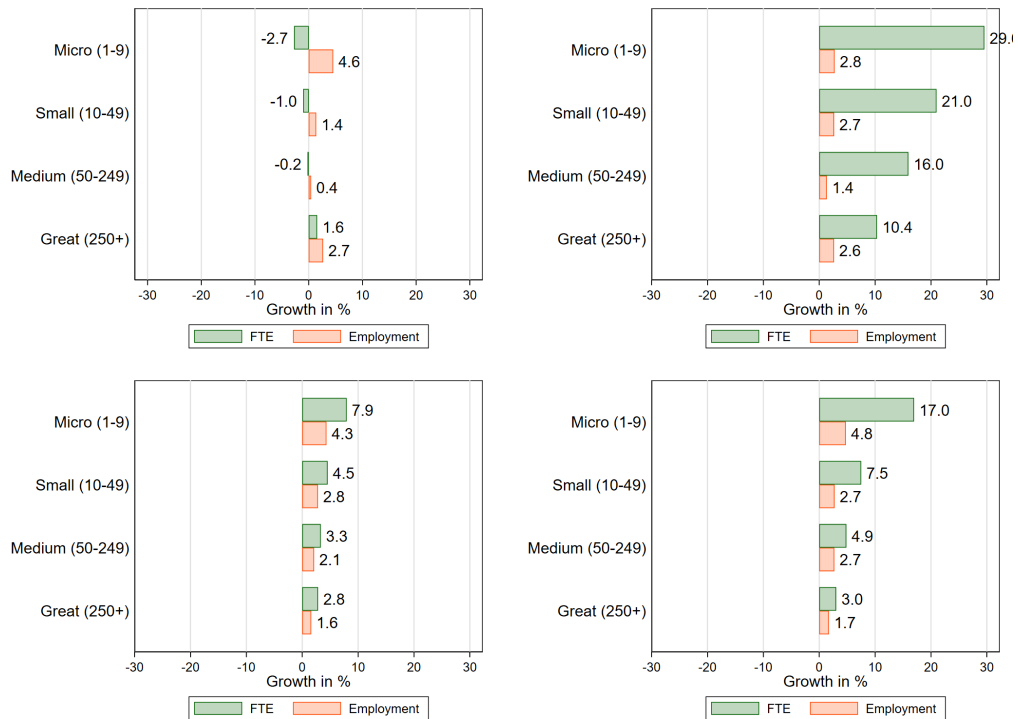 Micro (1-9)
-2.7
4.6
Small (10-49)
-1.0
1.4
Medium (50-249)
-0.2
0.4
Great (250+)
1.6
2.7
-30 -20 -10 0 10 20 30
Growth in %
FTE Employment
Micro (1-9)
29.0
2.8
Small (10-49)
21.0
2.7
Medium (50-249)
16.0
1.4
Great (250+)
10.4
2.6
-30 -20 -10 0 10 20 30
Growth in %
FTE Employment
Micro (1-9)
7.9
4.3
Small (10-49)
4.5
2.8
Medium (50-249)
3.3
2.1
Great (250+)
2.8
1.6
-30 -20 -10 0 10 20 30
Growth in %
FTE Employment
Micro (1-9)
17.0
4.8
Small (10-49)
7.5
2.7
Medium (50-249)
4.9
2.7
Great (250+)
3.0
1.7
-30 -20 -10 0 10 20 30
Growth in %
FTE Employment